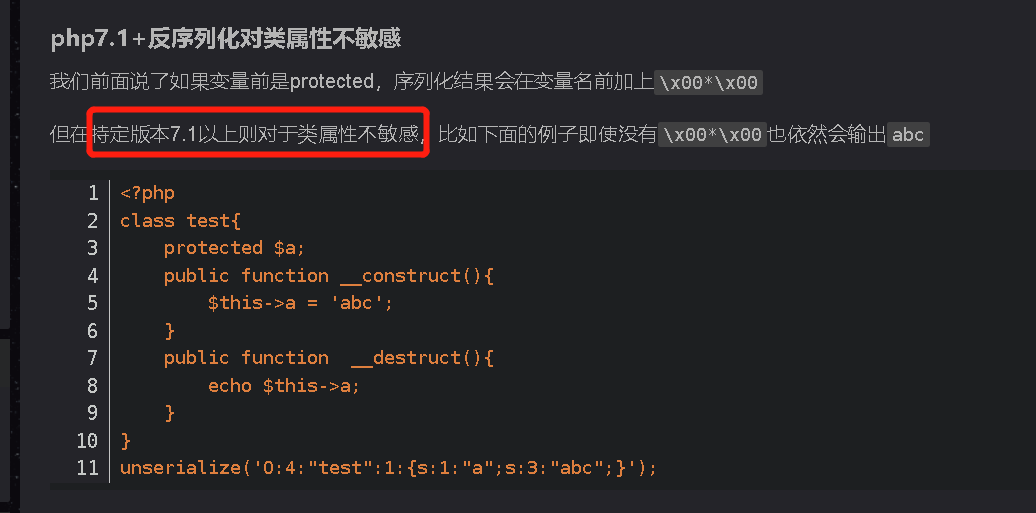 php7.1+反序列化对类属性不敏感
我们前面说了如果变量前是protected，序列化结果会在变量名前加上\x00*\x00
但在特定版本7.1以上则对于类属性不敏感，比如下面的例子即使没有\x00*\x00也依然会输出abc
1 <?php
2 class test{
3     protected $a;
4     public function __construct(){
5         $this->a = 'abc';
6     }
7     public function  __destruct(){
8         echo $this->a;
9     }
10 }
11 unserialize('O:4:"test":1:{s:1:"a";s:3:"abc";}');